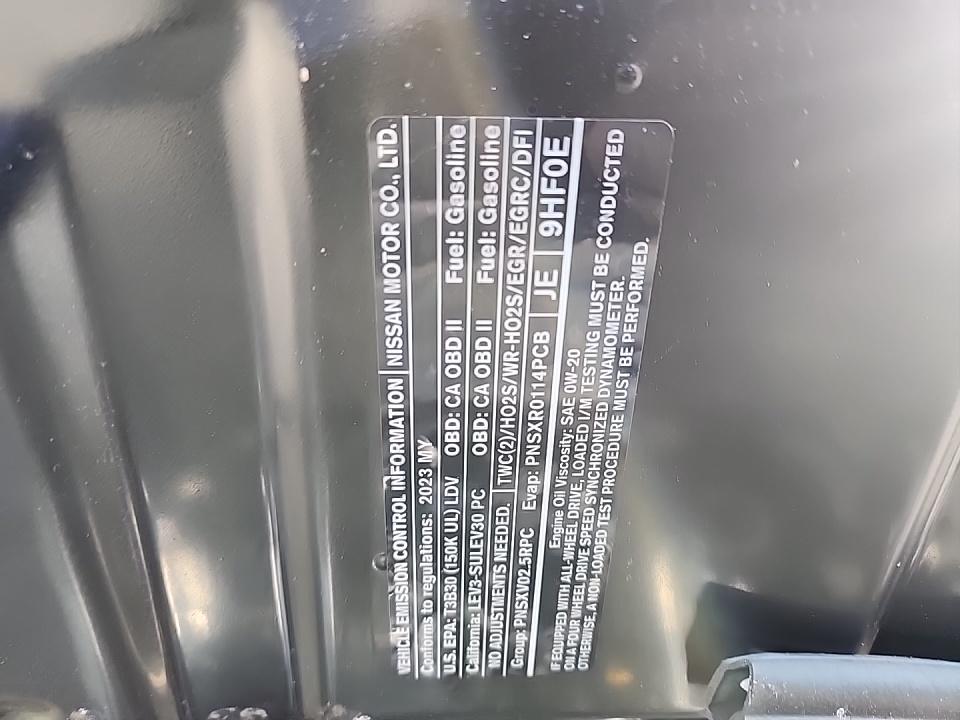 VEHICLE EMISSION CONTROL INFORMATION NISSAN MOTOR CO., LTD.
Conforms to regulations: 2023 MY
U.S. EPA: T3B30 (150K UL) LDV OBD: CA OBD II Fuel: Gasoline
California: LEV3-SULEV30 PC OBD: CA OBD II Fuel: Gasoline
NO ADJUSTMENTS NEEDED. TWC(2)/HO2S/WR-HO2S/EGR/EGRC/DFI
Group: PNSXV02.5RPC Evap: PNSXR0114PCB JE 9HF0E
Engine Oil Viscosity: SAE 0W-20
IF EQUIPPED WITH ALL-WHEEL DRIVE, LOADED I/M TESTING MUST BE CONDUCTED
ON A FOUR WHEEL DRIVE SPEED SYNCHRONIZED DYNAMOMETER.
OTHERWISE, A NON-LOADED TEST PROCEDURE MUST BE PERFORMED.